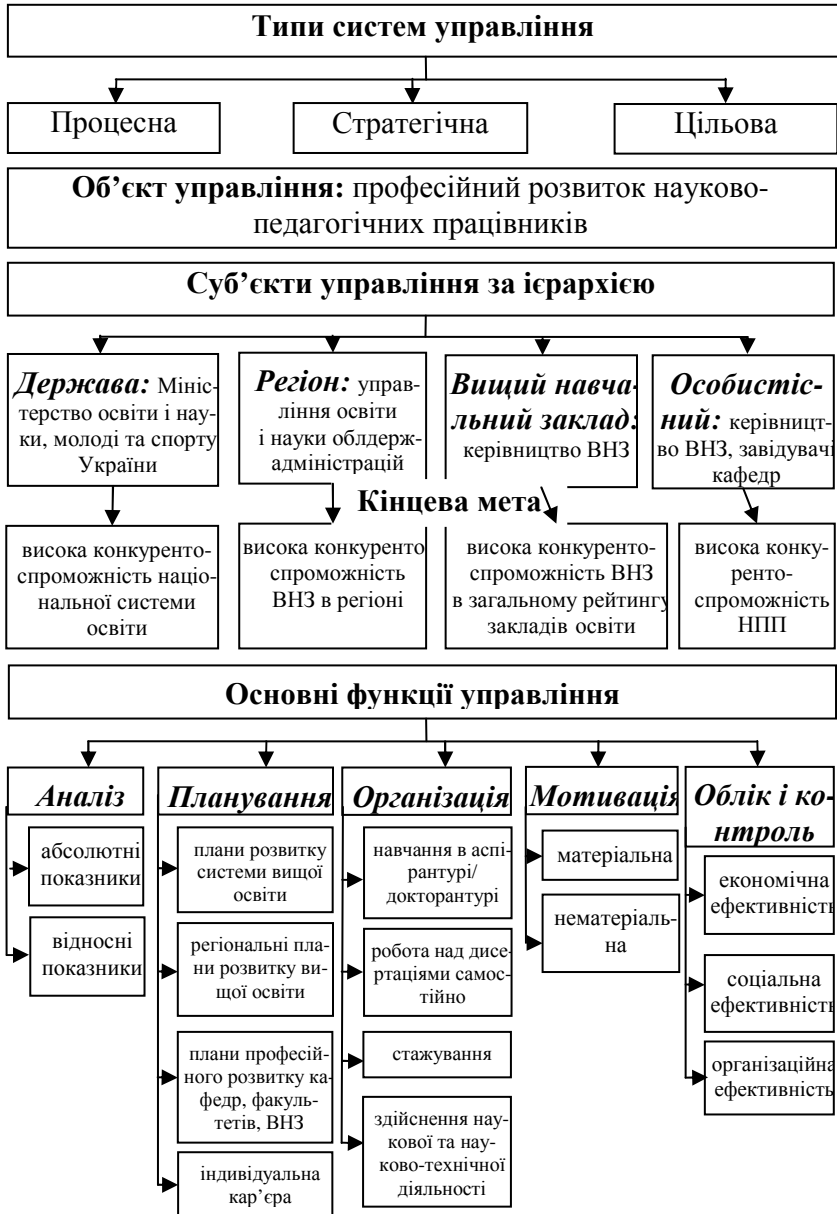 Типи систем управління
Процесна
Стратегічна
Цільова
Об’єкт управління: професійний розвиток науково-
педагогічних працівників
Суб’єкти управління за ієрархією
Держава: Мініс-
терство освіти і нау-
ки, молоді та спорту
України
Регіон: управ-
ління освіти
і науки облдерж-
адміністрацій
Вищий навча-
льний заклад:
керівництво ВНЗ
Особистіс-
ний: керівницт-
во ВНЗ, завідувачі
кафедр
Кінцева мета
висока конкуренто-
спроможність наці-
ональної системи
освіти
висока конкуренто
спроможність
ВНЗ в регіоні
висока конкуренто-
спроможність ВНЗ
в загальному рейтингу
закладів освіти
висока конку-
ренто-
спроможність
НПП
Основні функції управління
Аналіз
абсолютні
показники
відносні
показники
Планування
плани розвитку
системи вищої
освіти
регіональні пла-
ни розвитку ви-
щої освіти
плани професій-
ного розвитку ка-
федр, факуль-
тетів, ВНЗ
індивідуальна
кар’єра
Організація
навчання в аспі-
рантурі/
докторантурі
робота над дисе-
ртаціями самос-
тійно
стажування
здійснення нау-
кової та нау-
ково-технічної
діяльності
Мотивація
матеріальна
нематеріаль-
на
Облік і ко-
нтроль
економічна
ефективність
соціальна
ефективність
організаційна
ефективність